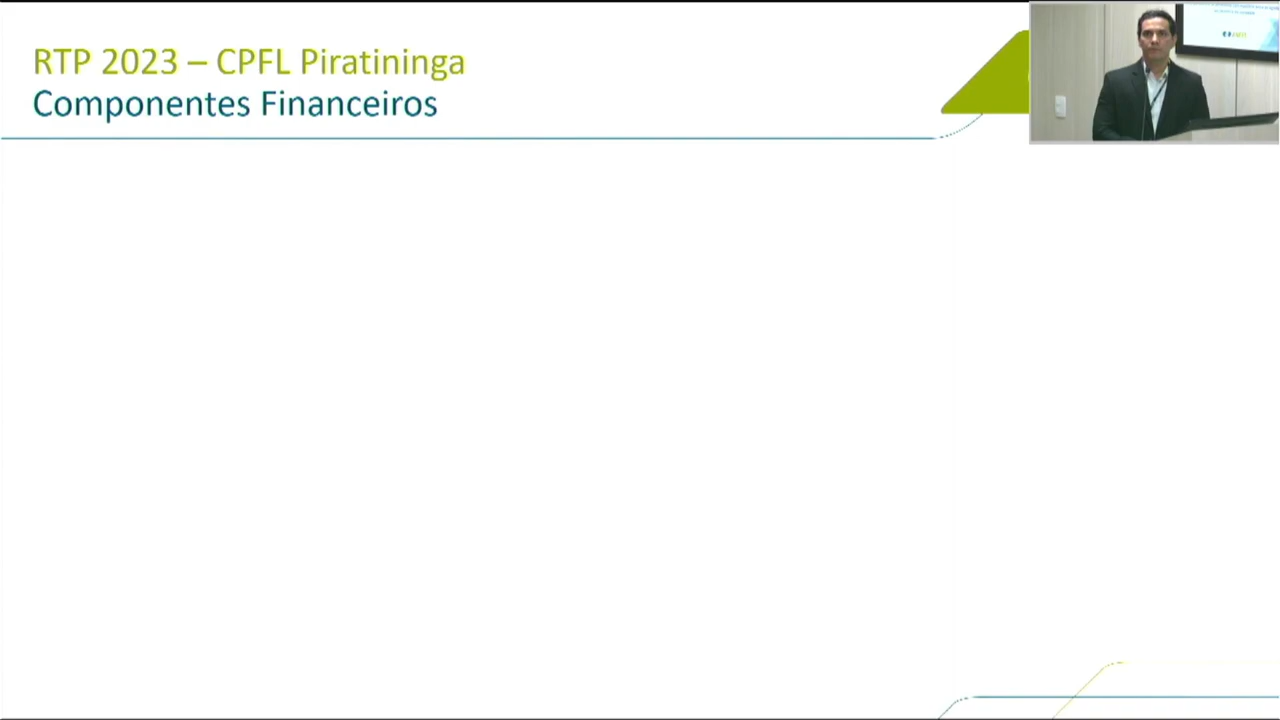 RTP 2023 – CPFL Piratininga
Componentes Financeiros